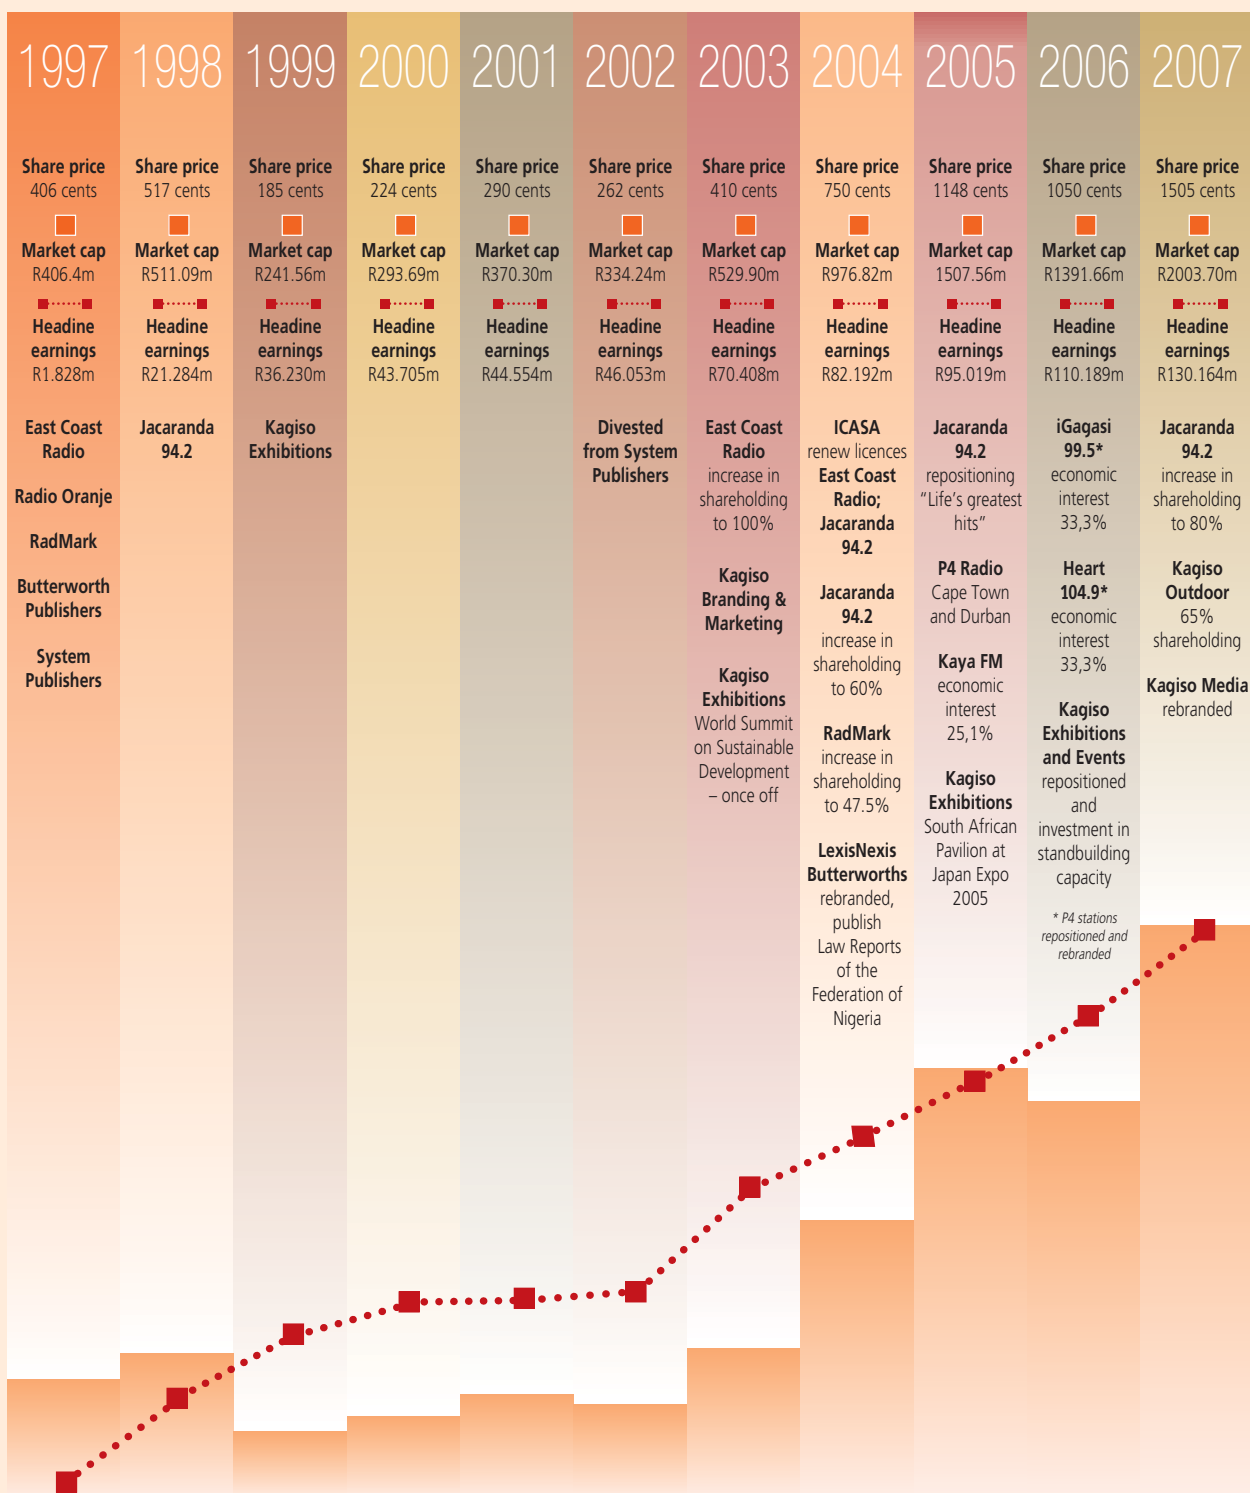 1997
Share price
406 cents
Market cap
R406.4m
Headine
earnings
R1.828m
East Coast
Radio
Radio Oranje
RadMark
Butterworth
Publishers
System
Publishers
1998
Share price
517 cents
Market cap
R511.09m
Headine
earnings
R21.284m
Jacaranda
94.2
1999
Share price
185 cents
Market cap
R241.56m
Headine
earnings
R36.230m
Kagiso
Exhibitions
2000
Share price
224 cents
Market cap
R293.69m
Headine
earnings
R43.705m
2001
Share price
290 cents
Market cap
R370.30m
Headine
earnings
R44.554m
2002
Share price
262 cents
Market cap
R334.24m
Headine
earnings
R46.053m
Divested
from System
Publishers
2003
Share price
410 cents
Market cap
R529.90m
Headine
earnings
R70.408m
East Coast
Radio
increase in
shareholding
to 100%
Kagiso
Branding &
Marketing
Kagiso
Exhibitions
World Summit
on Sustainable
Development
– once off
2004
Share price
750 cents
Market cap
R976.82m
Headine
earnings
R82.192m
ICASA
renew licences
East Coast
Radio;
Jacaranda
94.2
Jacaranda
94.2
increase in
shareholding
to 60%
RadMark
increase in
shareholding
to 47.5%
LexisNexis
Butterworths
rebranded,
publish
Law Reports
of the
Federation of
Nigeria
2005
Share price
1148 cents
Market cap
1507.56m
Headine
earnings
R95.019m
Jacaranda
94.2
repositioning
“Life’s greatest
hits”
P4 Radio
Cape Town
and Durban
Kaya FM
economic
interest
25,1%
Kagiso
Exhibitions
South African
Pavilion at
Japan Expo
2005
2006
Share price
1050 cents
Market cap
R1391.66m
Headine
earnings
R110.189m
iGagasi
99.5*
economic
interest
33,3%
Heart
104.9*
economic
interest
33,3%
Kagiso
Exhibitions
and Events
repositioned
and
investment in
standbuilding
capacity
* P4 stations
repositioned and
rebranded
2007
Share price
1505 cents
Market cap
R2003.70m
Headine
earnings
R130.164m
Jacaranda
94.2
increase in
shareholding
to 80%
Kagiso
Outdoor
65%
shareholding
Kagiso Media
rebranded